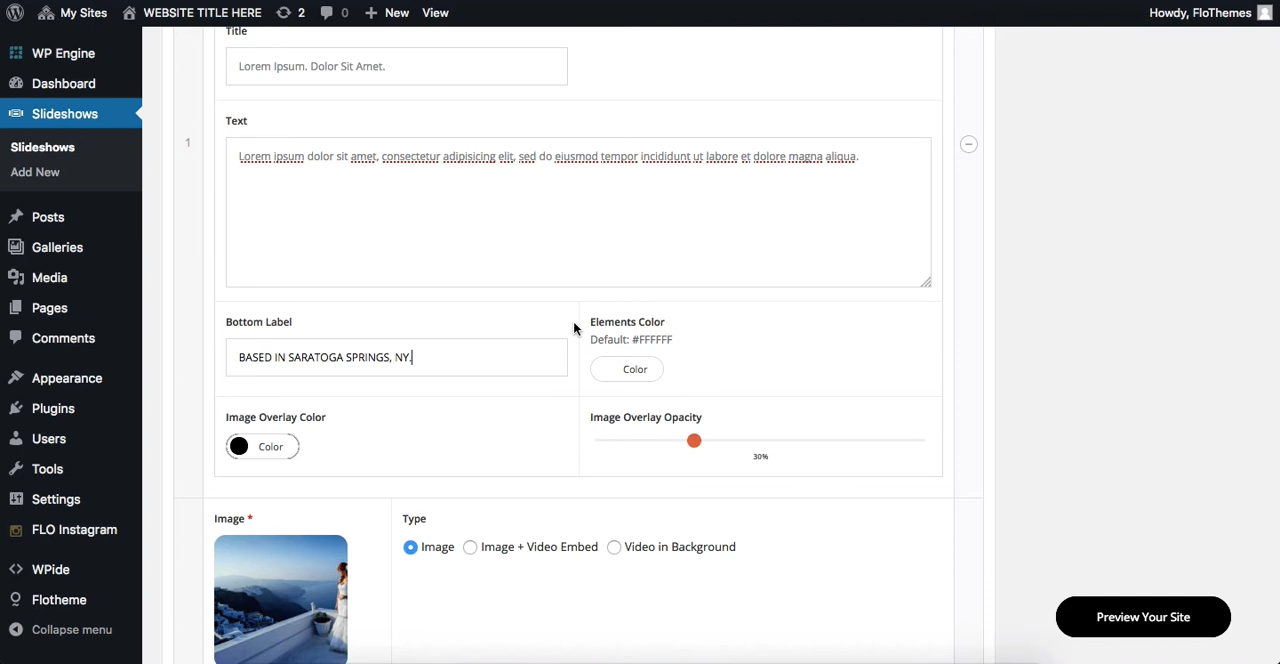 My Sites WEBSITE TITLE HERE 2 0 New View Howdy, FloThemes
WP Engine
Dashboard
Slideshows
Slideshows
Add New
Posts
Galleries
Media
Pages
Comments
Appearance
Plugins
Users
Tools
Settings
FLO Instagram
WPide
Flotheme
Collapse menu
Title
Lorem Ipsum. Dolor Sit Amet.
Text
1
Lorem ipsum dolor sit amet, consectetur adipisicing elit, sed do eiusmod tempor incididunt ut labore et dolore magna aliqua.
Bottom Label
BASED IN SARATOGA SPRINGS, NY.
Elements Color
Default: #FFFFFF
Color
Image Overlay Color
Color
Image Overlay Opacity
30%
Image *
Type
Image Image + Video Embed Video in Background
Preview Your Site